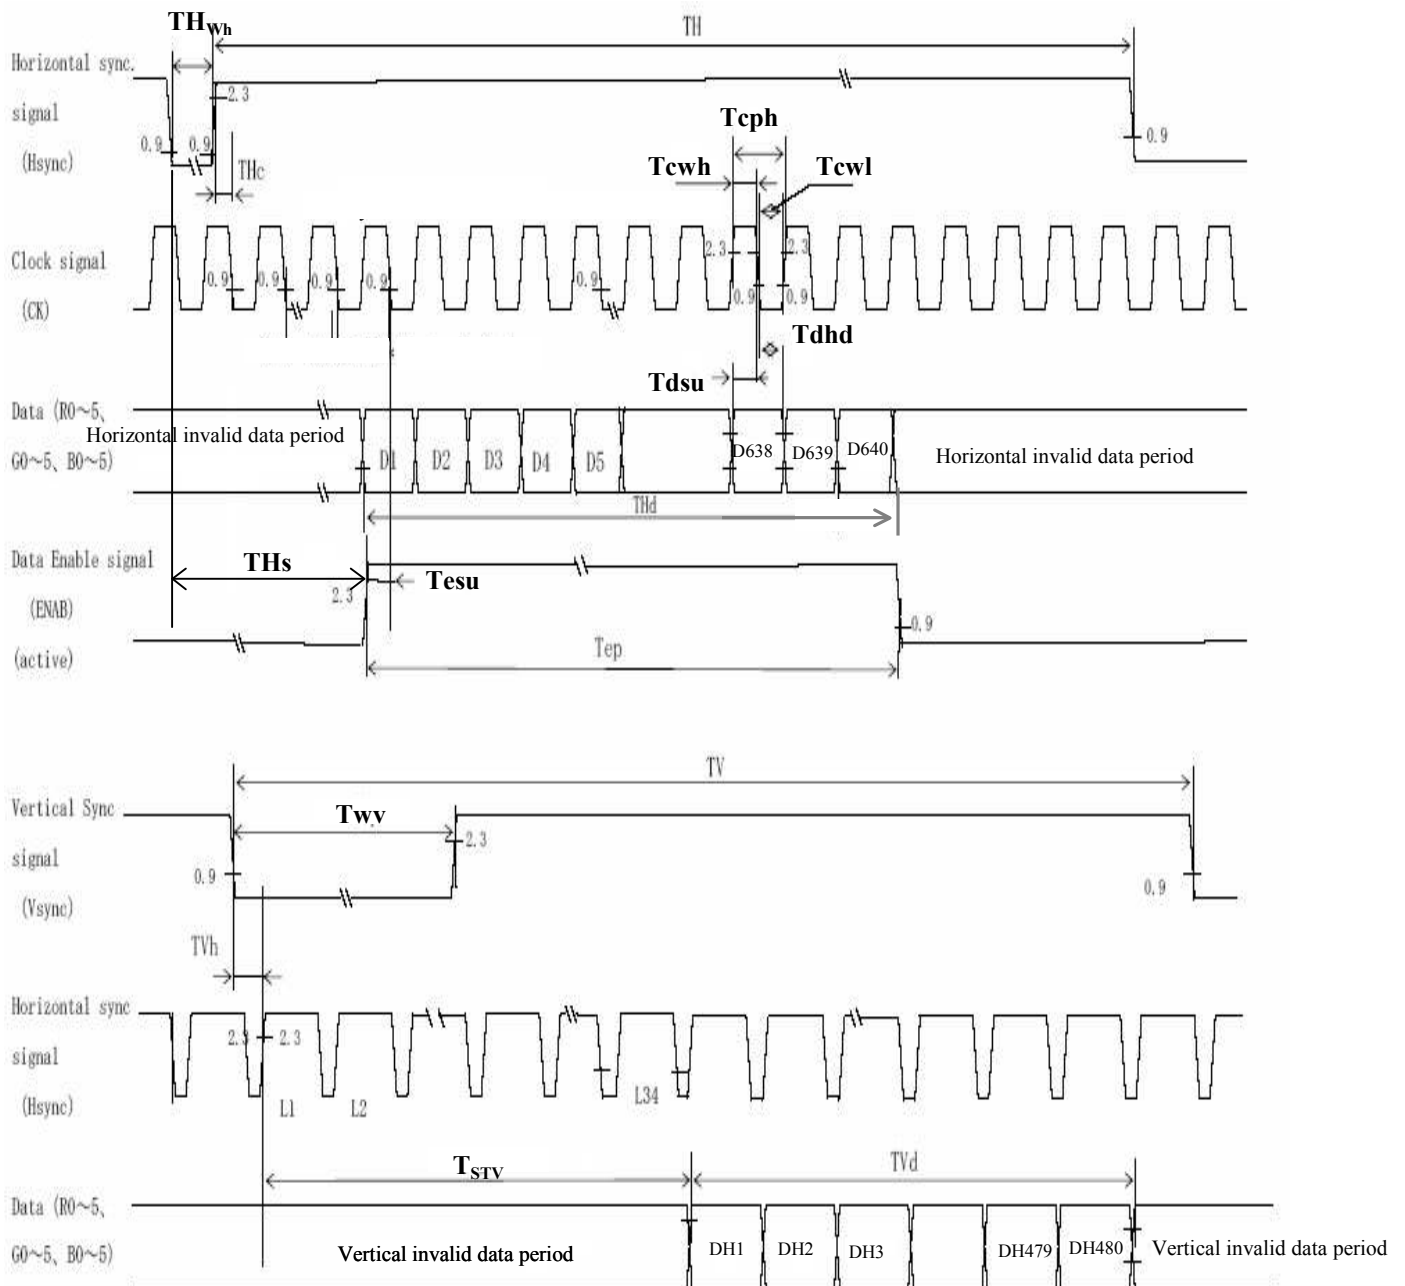 TH_Wh
TH
Horizontal sync.
signal
(Hsync)
0.9
0.9
2.3
THc
0.9
Tcph
Tcwh
Tcwl
Clock signal
(CK)
0.9
0.9
0.9
0.9
0.9
2.3
2.3
0.9
0.9
Tdhd
Tdsu
Data (R0～5、
G0～5、B0～5)
Horizontal invalid data period
D1
D2
D3
D4
D5
D638
D639
D640
Horizontal invalid data period
THd
Data Enable signal
(ENAB)
(active)
THs
2.3
Tesu
0.9
Tep
TV
Vertical Sync
signal
(Vsync)
Twv
2.3
0.9
0.9
TVh
Horizontal sync
signal
(Hsync)
2.3
2.3
L1
L2
L34
T_STV
TVd
Data (R0～5、
G0～5、B0～5)
Vertical invalid data period
DH1
DH2
DH3
DH479
DH480
Vertical invalid data period